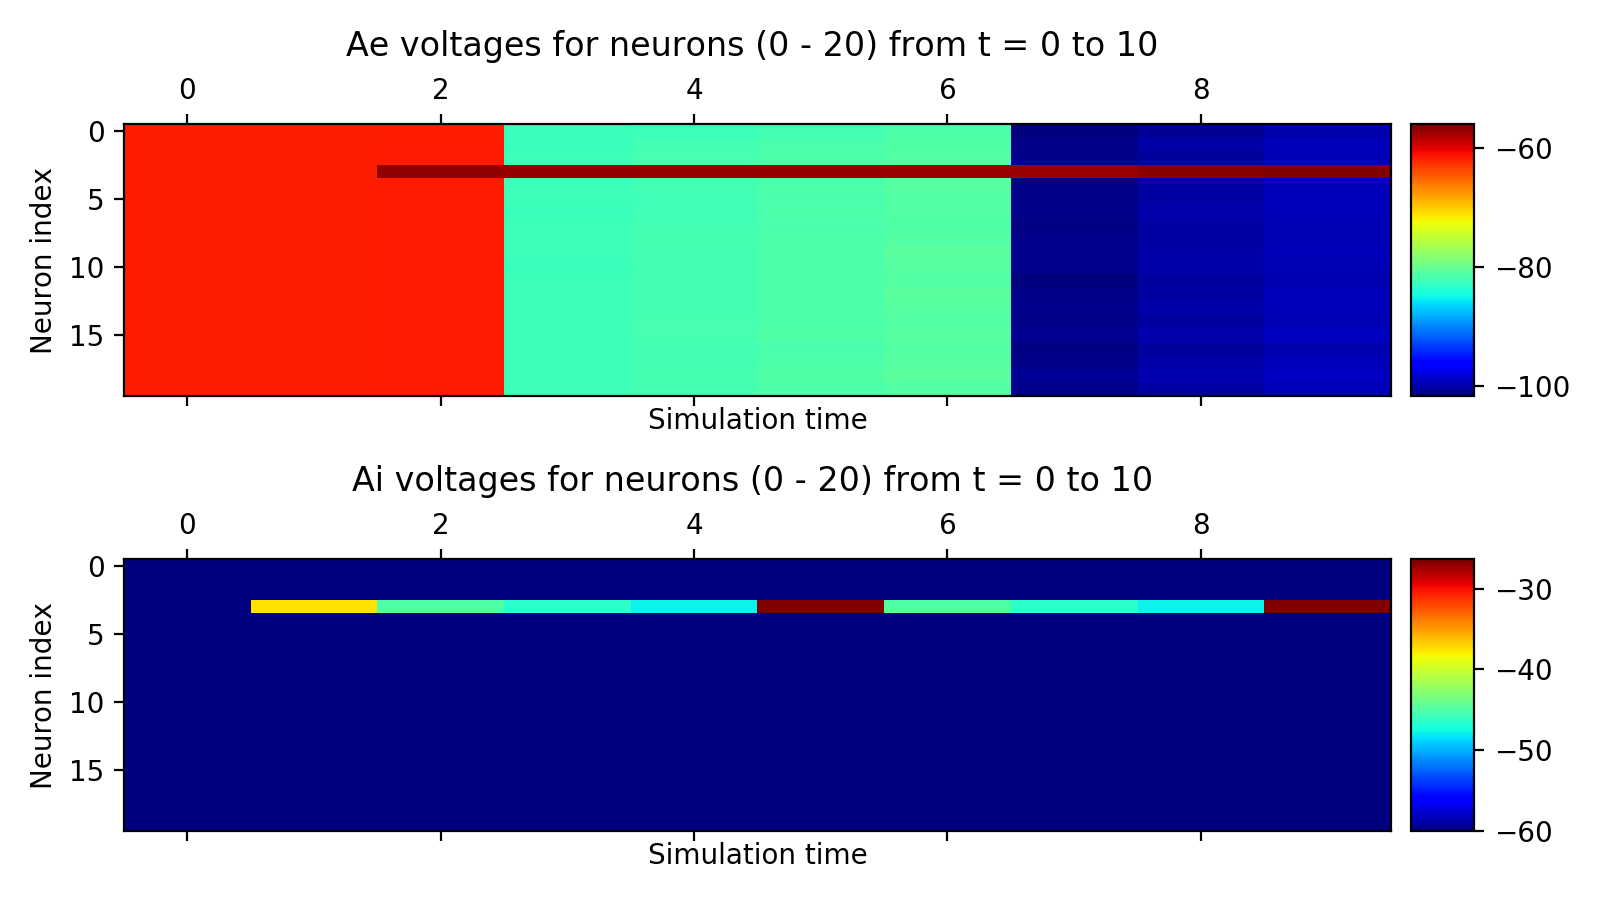 Ae voltages for neurons (0 - 20) from t = 0 to 10
0 2 4 6 8
Neuron index
0
5
10
15
−60
−80
−100
Simulation time
Ai voltages for neurons (0 - 20) from t = 0 to 10
0 2 4 6 8
Neuron index
0
5
10
15
−30
−40
−50
−60
Simulation time